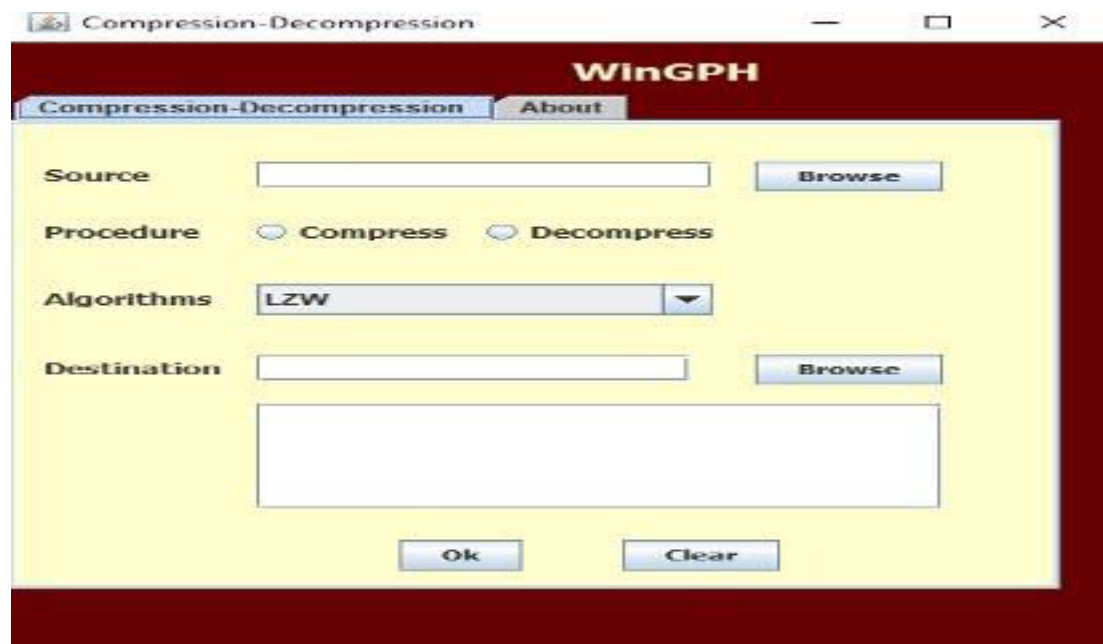 Compression-Decompression
WinGPH
Compression-Decompression About
Source Browse
Procedure Compress Decompress
Algorithms LZW
Destination Browse
Ok Clear